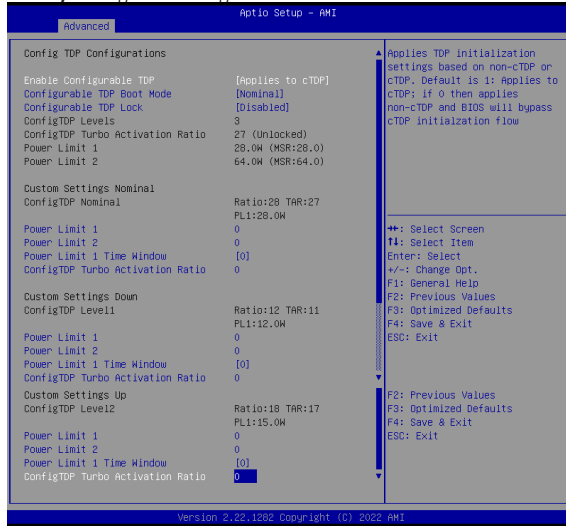 Aptio Setup - AMI
Advanced
Config TDP Configurations
Enable Configurable TDP [Applies to cTDP]
Configurable TDP Boot Mode [Nominal]
Configurable TDP Lock [Disabled]
ConfigTDP Levels 3
ConfigTDP Turbo Activation Ratio 27 (Unlocked)
Power Limit 1 28.0W (MSR:28.0)
Power Limit 2 64.0W (MSR:64.0)
Custom Settings Nominal
ConfigTDP Nominal Ratio:28 TAR:27
PL1:28.0W
Power Limit 1 0
Power Limit 2 0
Power Limit 1 Time Window [0]
ConfigTDP Turbo Activation Ratio 0
Custom Settings Down
ConfigTDP Level1 Ratio:12 TAR:11
PL1:12.0W
Power Limit 1 0
Power Limit 2 0
Power Limit 1 Time Window [0]
ConfigTDP Turbo Activation Ratio 0
Custom Settings Up
ConfigTDP Level2 Ratio:18 TAR:17
PL1:15.0W
Power Limit 1 0
Power Limit 2 0
Power Limit 1 Time Window [0]
ConfigTDP Turbo Activation Ratio 0
Applies TDP initialization
settings based on non-cTDP or
cTDP. Default is 1: Applies to
cTDP; if 0 then applies
non-cTDP and BIOS will bypass
cTDP initialzation flow
→←: Select Screen
↑↓: Select Item
Enter: Select
+/-: Change Opt.
F1: General Help
F2: Previous Values
F3: Optimized Defaults
F4: Save & Exit
ESC: Exit
F2: Previous Values
F3: Optimized Defaults
F4: Save & Exit
ESC: Exit
Version 2.22.1282 Copyright (C) 2022 AMI